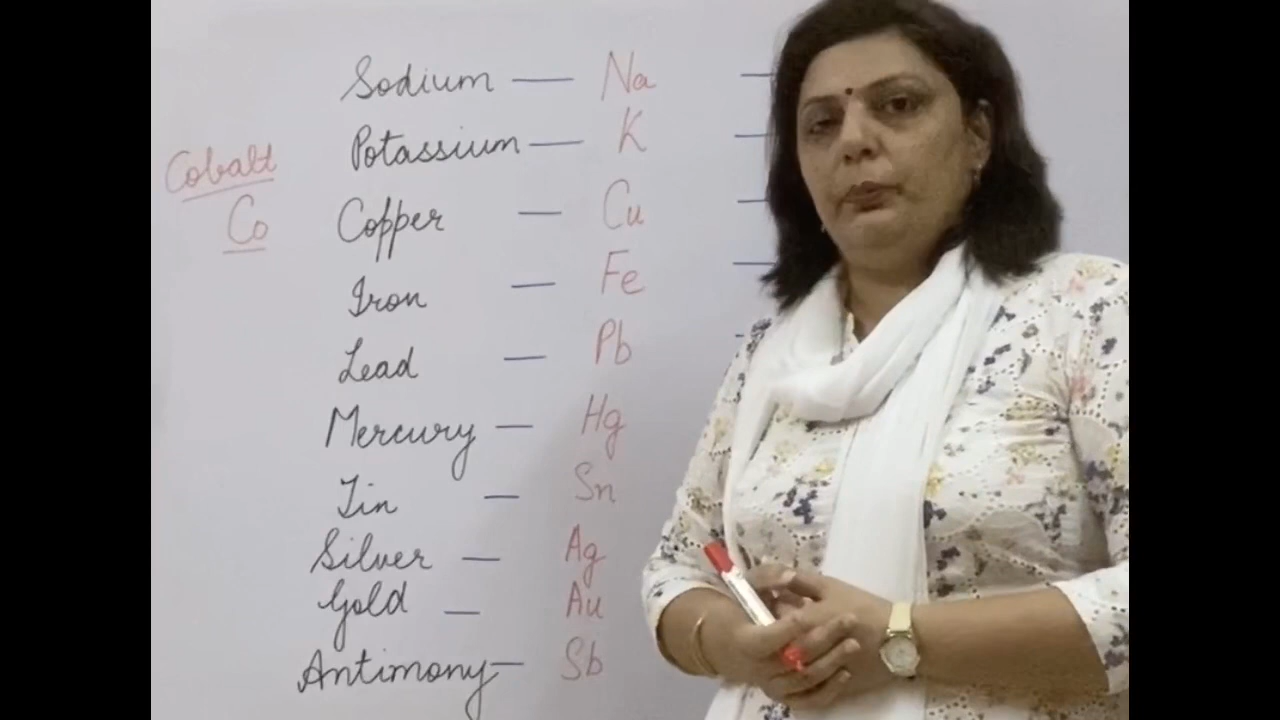 Sodium — Na —
Potassium — K —
Cobalt
Co
Copper — Cu —
Iron — Fe —
Lead — Pb -
Mercury — Hg
Tin — Sn
Silver — Ag
Gold — Au
Antimony — Sb